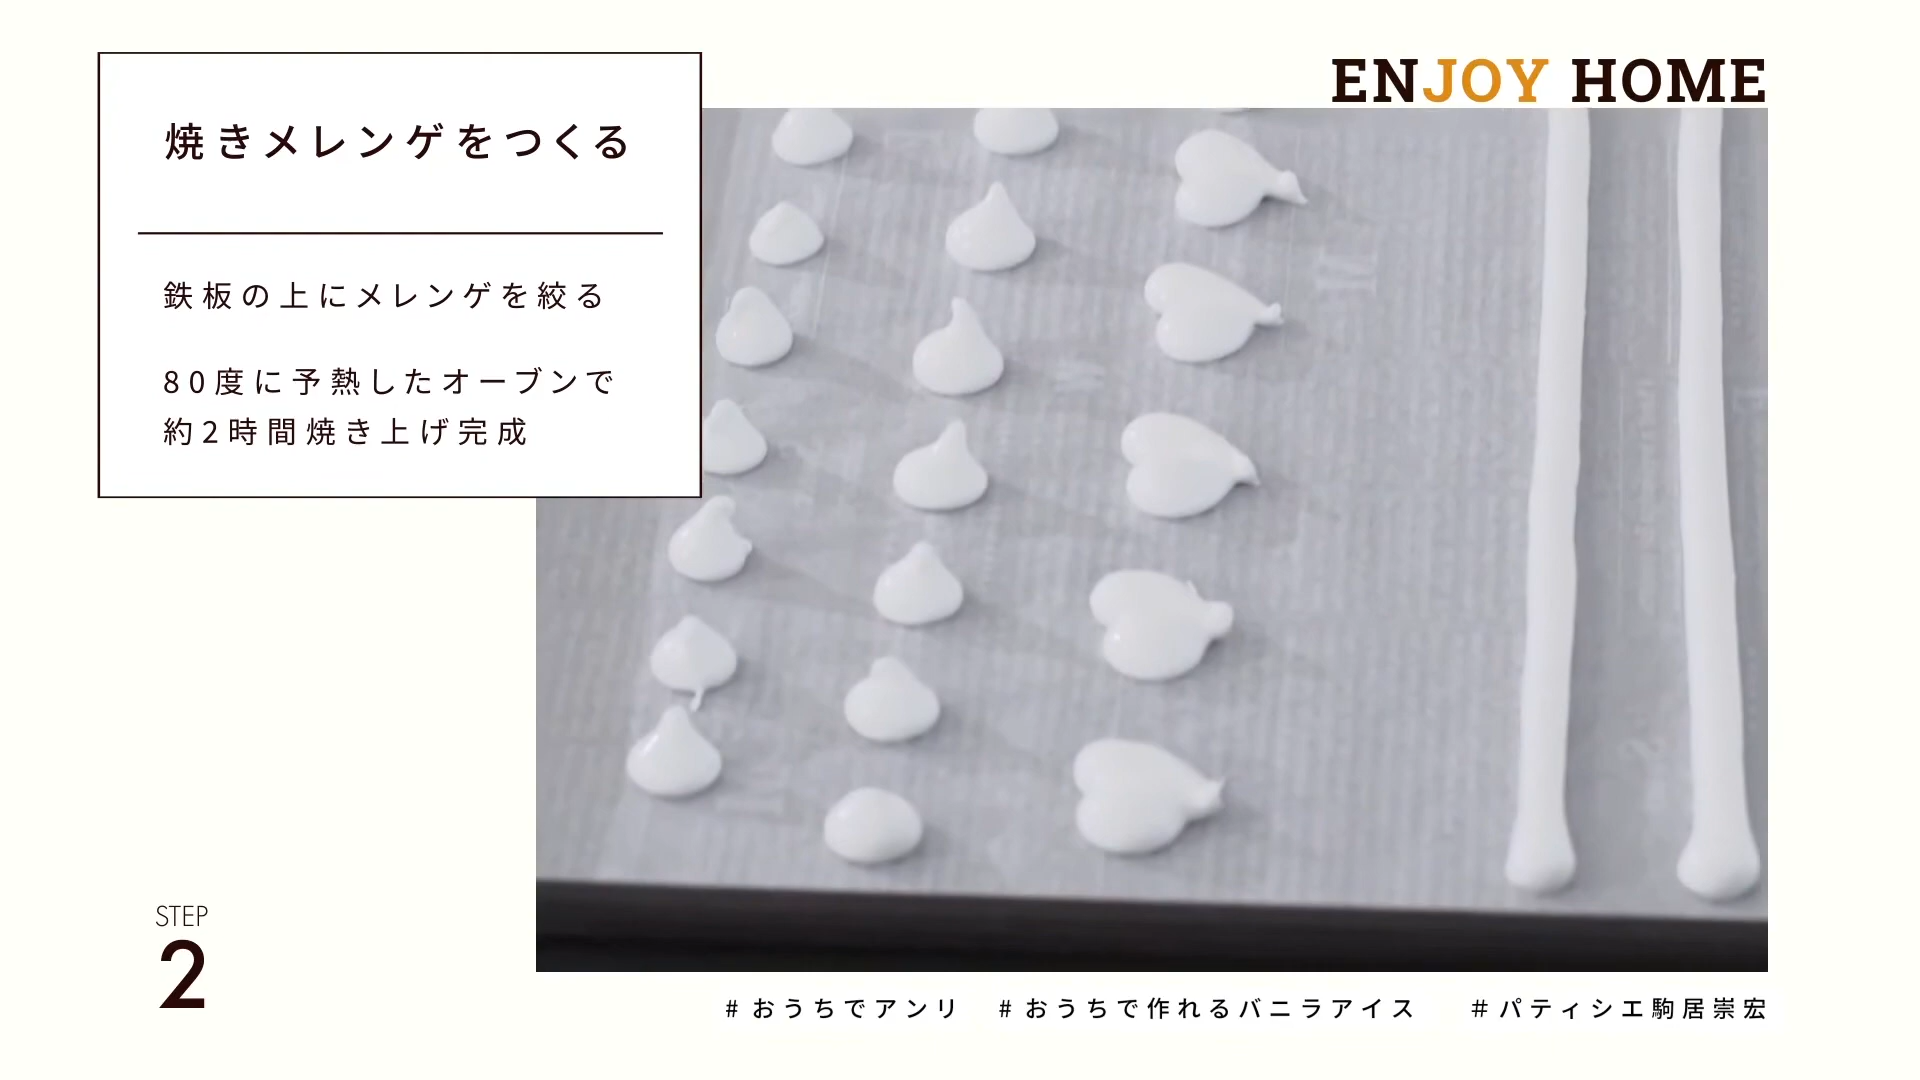 ENJOY HOME
焼きメレンゲをつくる
鉄板の上にメレンゲを絞る
80度に予熱したオーブンで
約2時間焼き上げ完成
STEP
2
# おうちでアンリ # おうちで作れるバニラアイス #パティシエ駒居崇宏